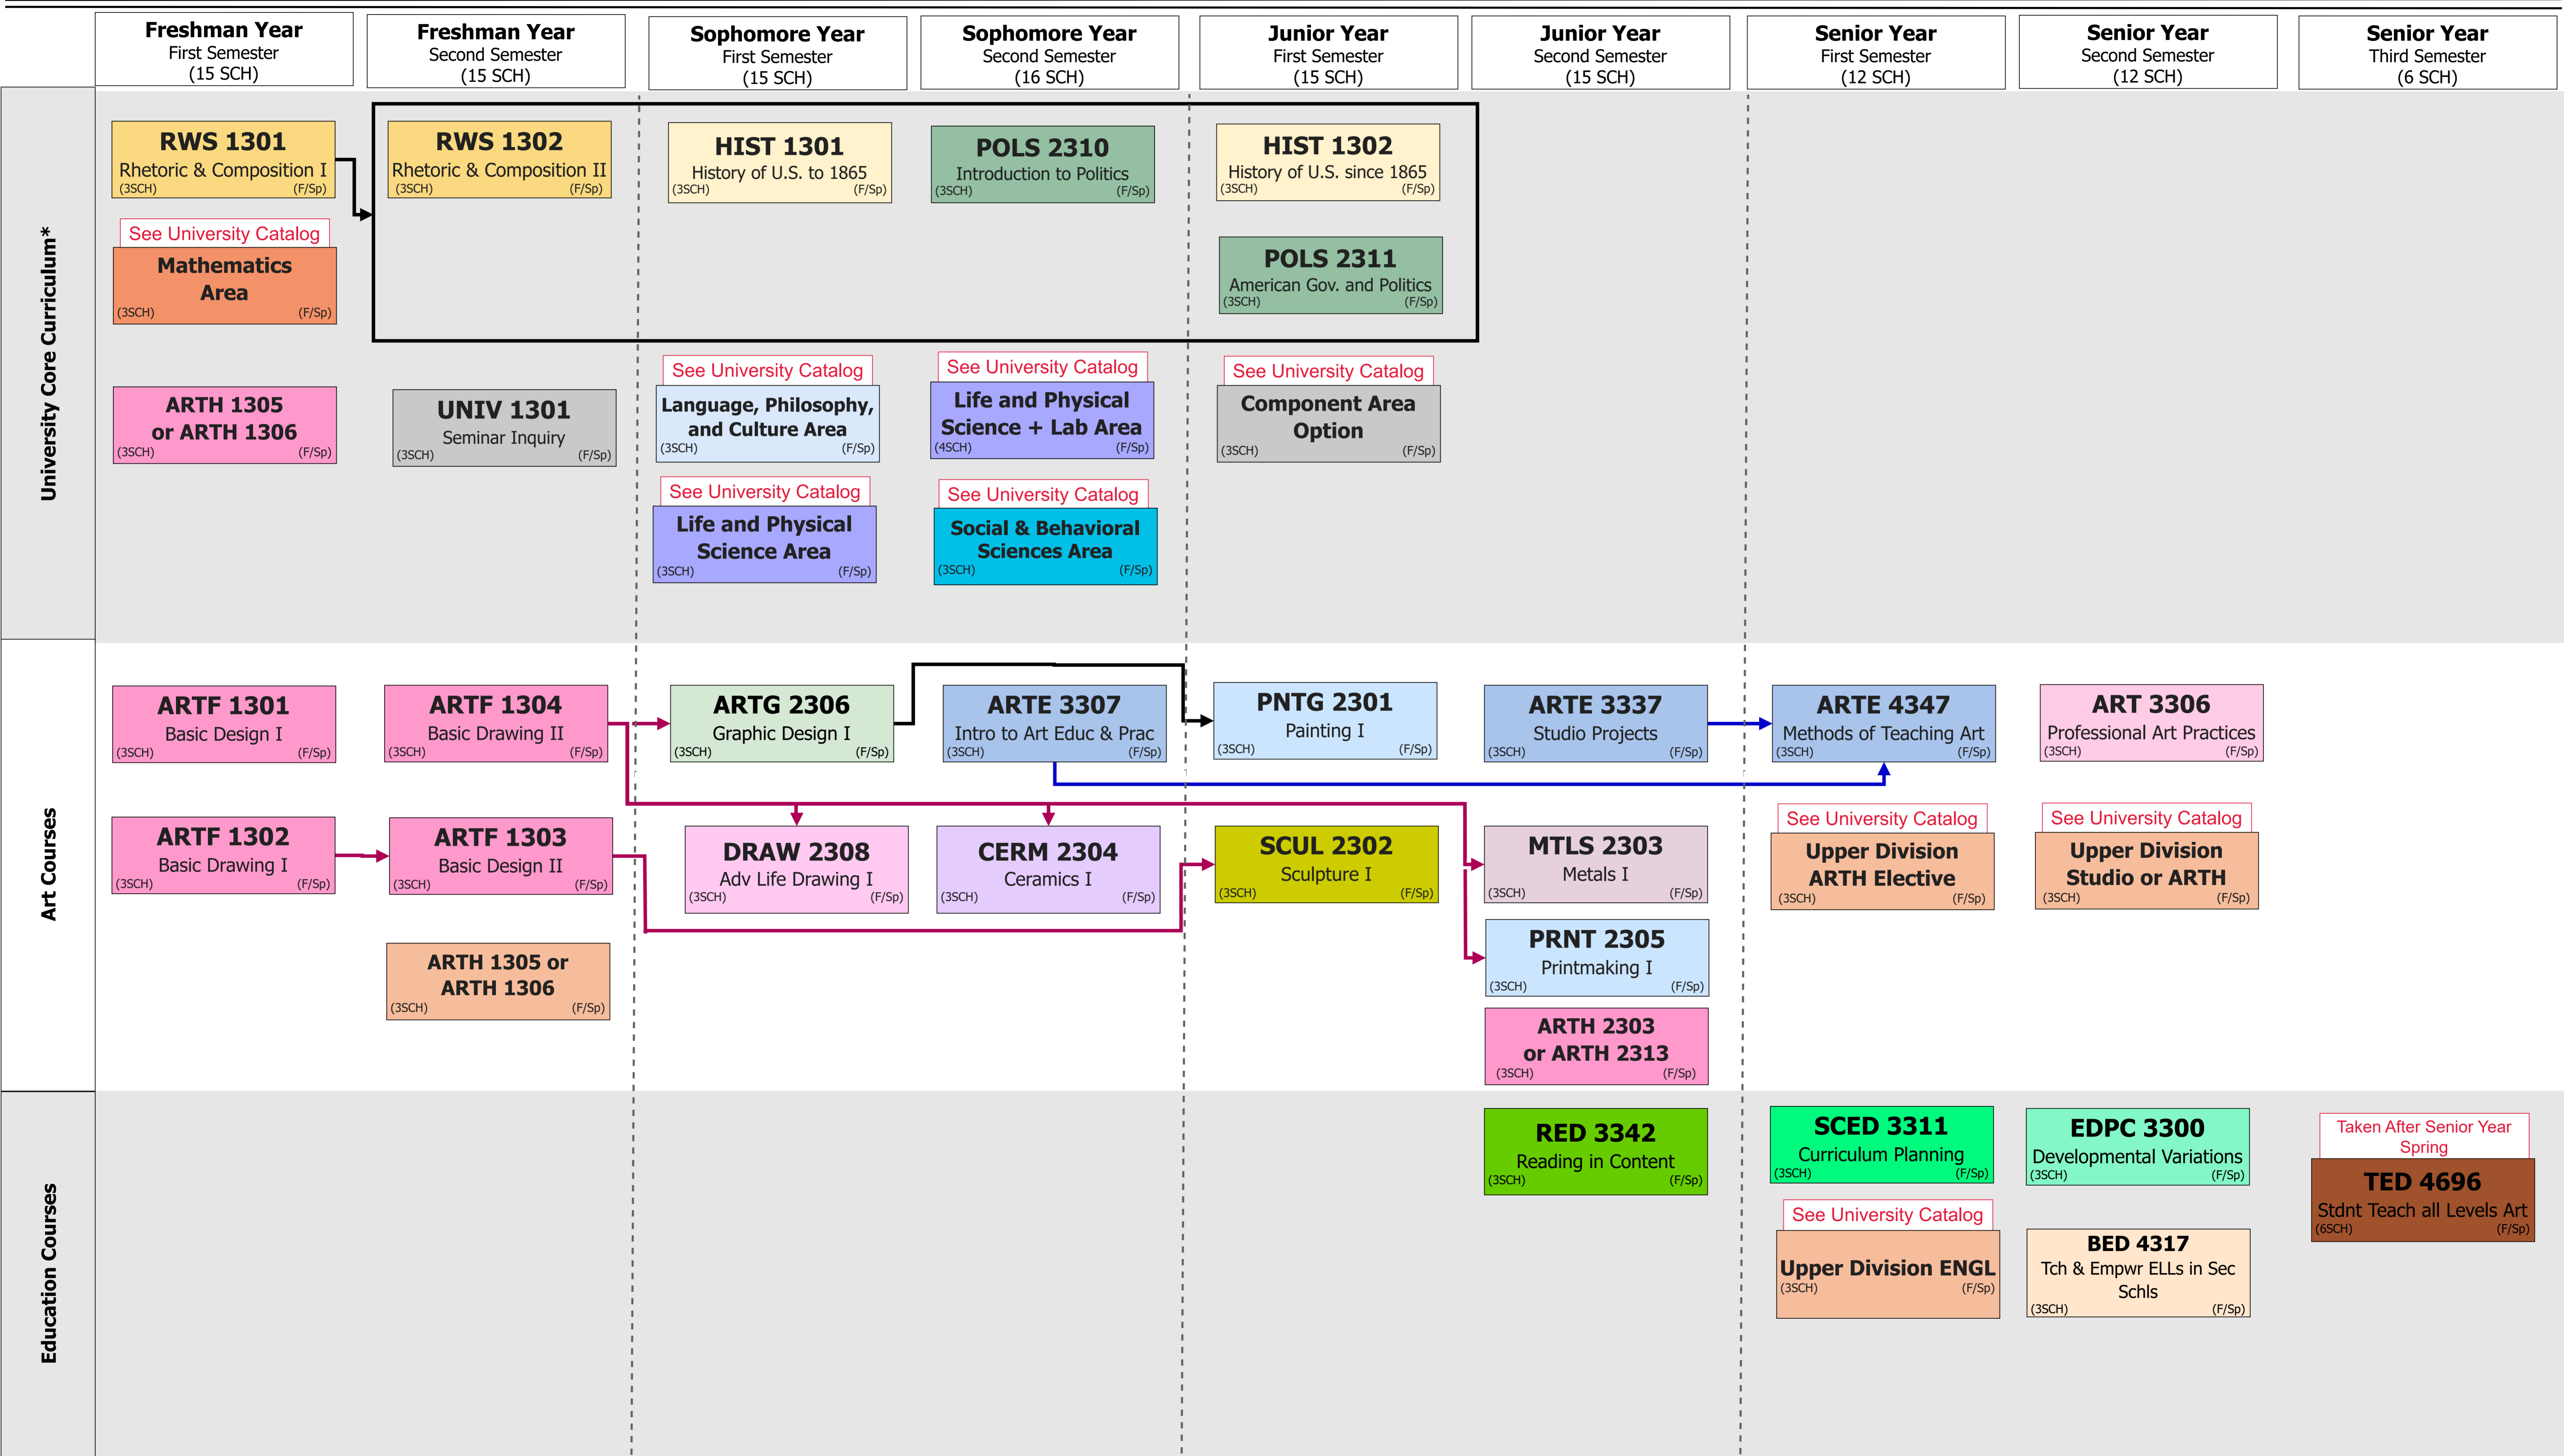 Freshman Year
First Semester
(15 SCH)
Freshman Year
Second Semester
(15 SCH)
Sophomore Year
First Semester
(15 SCH)
Sophomore Year
Second Semester
(16 SCH)
Junior Year
First Semester
(15 SCH)
Junior Year
Second Semester
(15 SCH)
Senior Year
First Semester
(12 SCH)
Senior Year
Second Semester
(12 SCH)
Senior Year
Third Semester
(6 SCH)
University Core Curriculum*
RWS 1301
Rhetoric & Composition I
(3SCH) (F/Sp)
RWS 1302
Rhetoric & Composition II
(3SCH) (F/Sp)
HIST 1301
History of U.S. to 1865
(3SCH) (F/Sp)
POLS 2310
Introduction to Politics
(3SCH) (F/Sp)
HIST 1302
History of U.S. since 1865
(3SCH) (F/Sp)
See University Catalog
Mathematics
Area
(3SCH) (F/Sp)
POLS 2311
American Gov. and Politics
(3SCH) (F/Sp)
ARTH 1305
or ARTH 1306
(3SCH) (F/Sp)
UNIV 1301
Seminar Inquiry
(3SCH) (F/Sp)
See University Catalog
Language, Philosophy,
and Culture Area
(3SCH) (F/Sp)
See University Catalog
Life and Physical
Science + Lab Area
(4SCH) (F/Sp)
See University Catalog
Component Area
Option
(3SCH) (F/Sp)
See University Catalog
Life and Physical
Science Area
(3SCH) (F/Sp)
See University Catalog
Social & Behavioral
Sciences Area
(3SCH) (F/Sp)
Art Courses
ARTF 1301
Basic Design I
(3SCH) (F/Sp)
ARTF 1304
Basic Drawing II
(3SCH) (F/Sp)
ARTG 2306
Graphic Design I
(3SCH) (F/Sp)
ARTE 3307
Intro to Art Educ & Prac
(3SCH) (F/Sp)
PNTG 2301
Painting I
(3SCH) (F/Sp)
ARTE 3337
Studio Projects
(3SCH) (F/Sp)
ARTE 4347
Methods of Teaching Art
(3SCH) (F/Sp)
ART 3306
Professional Art Practices
(3SCH) (F/Sp)
ARTF 1302
Basic Drawing I
(3SCH) (F/Sp)
ARTF 1303
Basic Design II
(3SCH) (F/Sp)
DRAW 2308
Adv Life Drawing I
(3SCH) (F/Sp)
CERM 2304
Ceramics I
(3SCH) (F/Sp)
SCUL 2302
Sculpture I
(3SCH) (F/Sp)
MTLS 2303
Metals I
(3SCH) (F/Sp)
See University Catalog
Upper Division
ARTH Elective
(3SCH) (F/Sp)
See University Catalog
Upper Division
Studio or ARTH
(3SCH) (F/Sp)
ARTH 1305 or
ARTH 1306
(3SCH) (F/Sp)
PRNT 2305
Printmaking I
(3SCH) (F/Sp)
ARTH 2303
or ARTH 2313
(3SCH) (F/Sp)
Education Courses
RED 3342
Reading in Content
(3SCH) (F/Sp)
SCED 3311
Curriculum Planning
(3SCH) (F/Sp)
EDPC 3300
Developmental Variations
(3SCH) (F/Sp)
Taken After Senior Year
Spring
TED 4696
Stdnt Teach all Levels Art
(6SCH) (F/Sp)
See University Catalog
Upper Division ENGL
(3SCH) (F/Sp)
BED 4317
Tch & Empwr ELLs in Sec
Schls
(3SCH) (F/Sp)